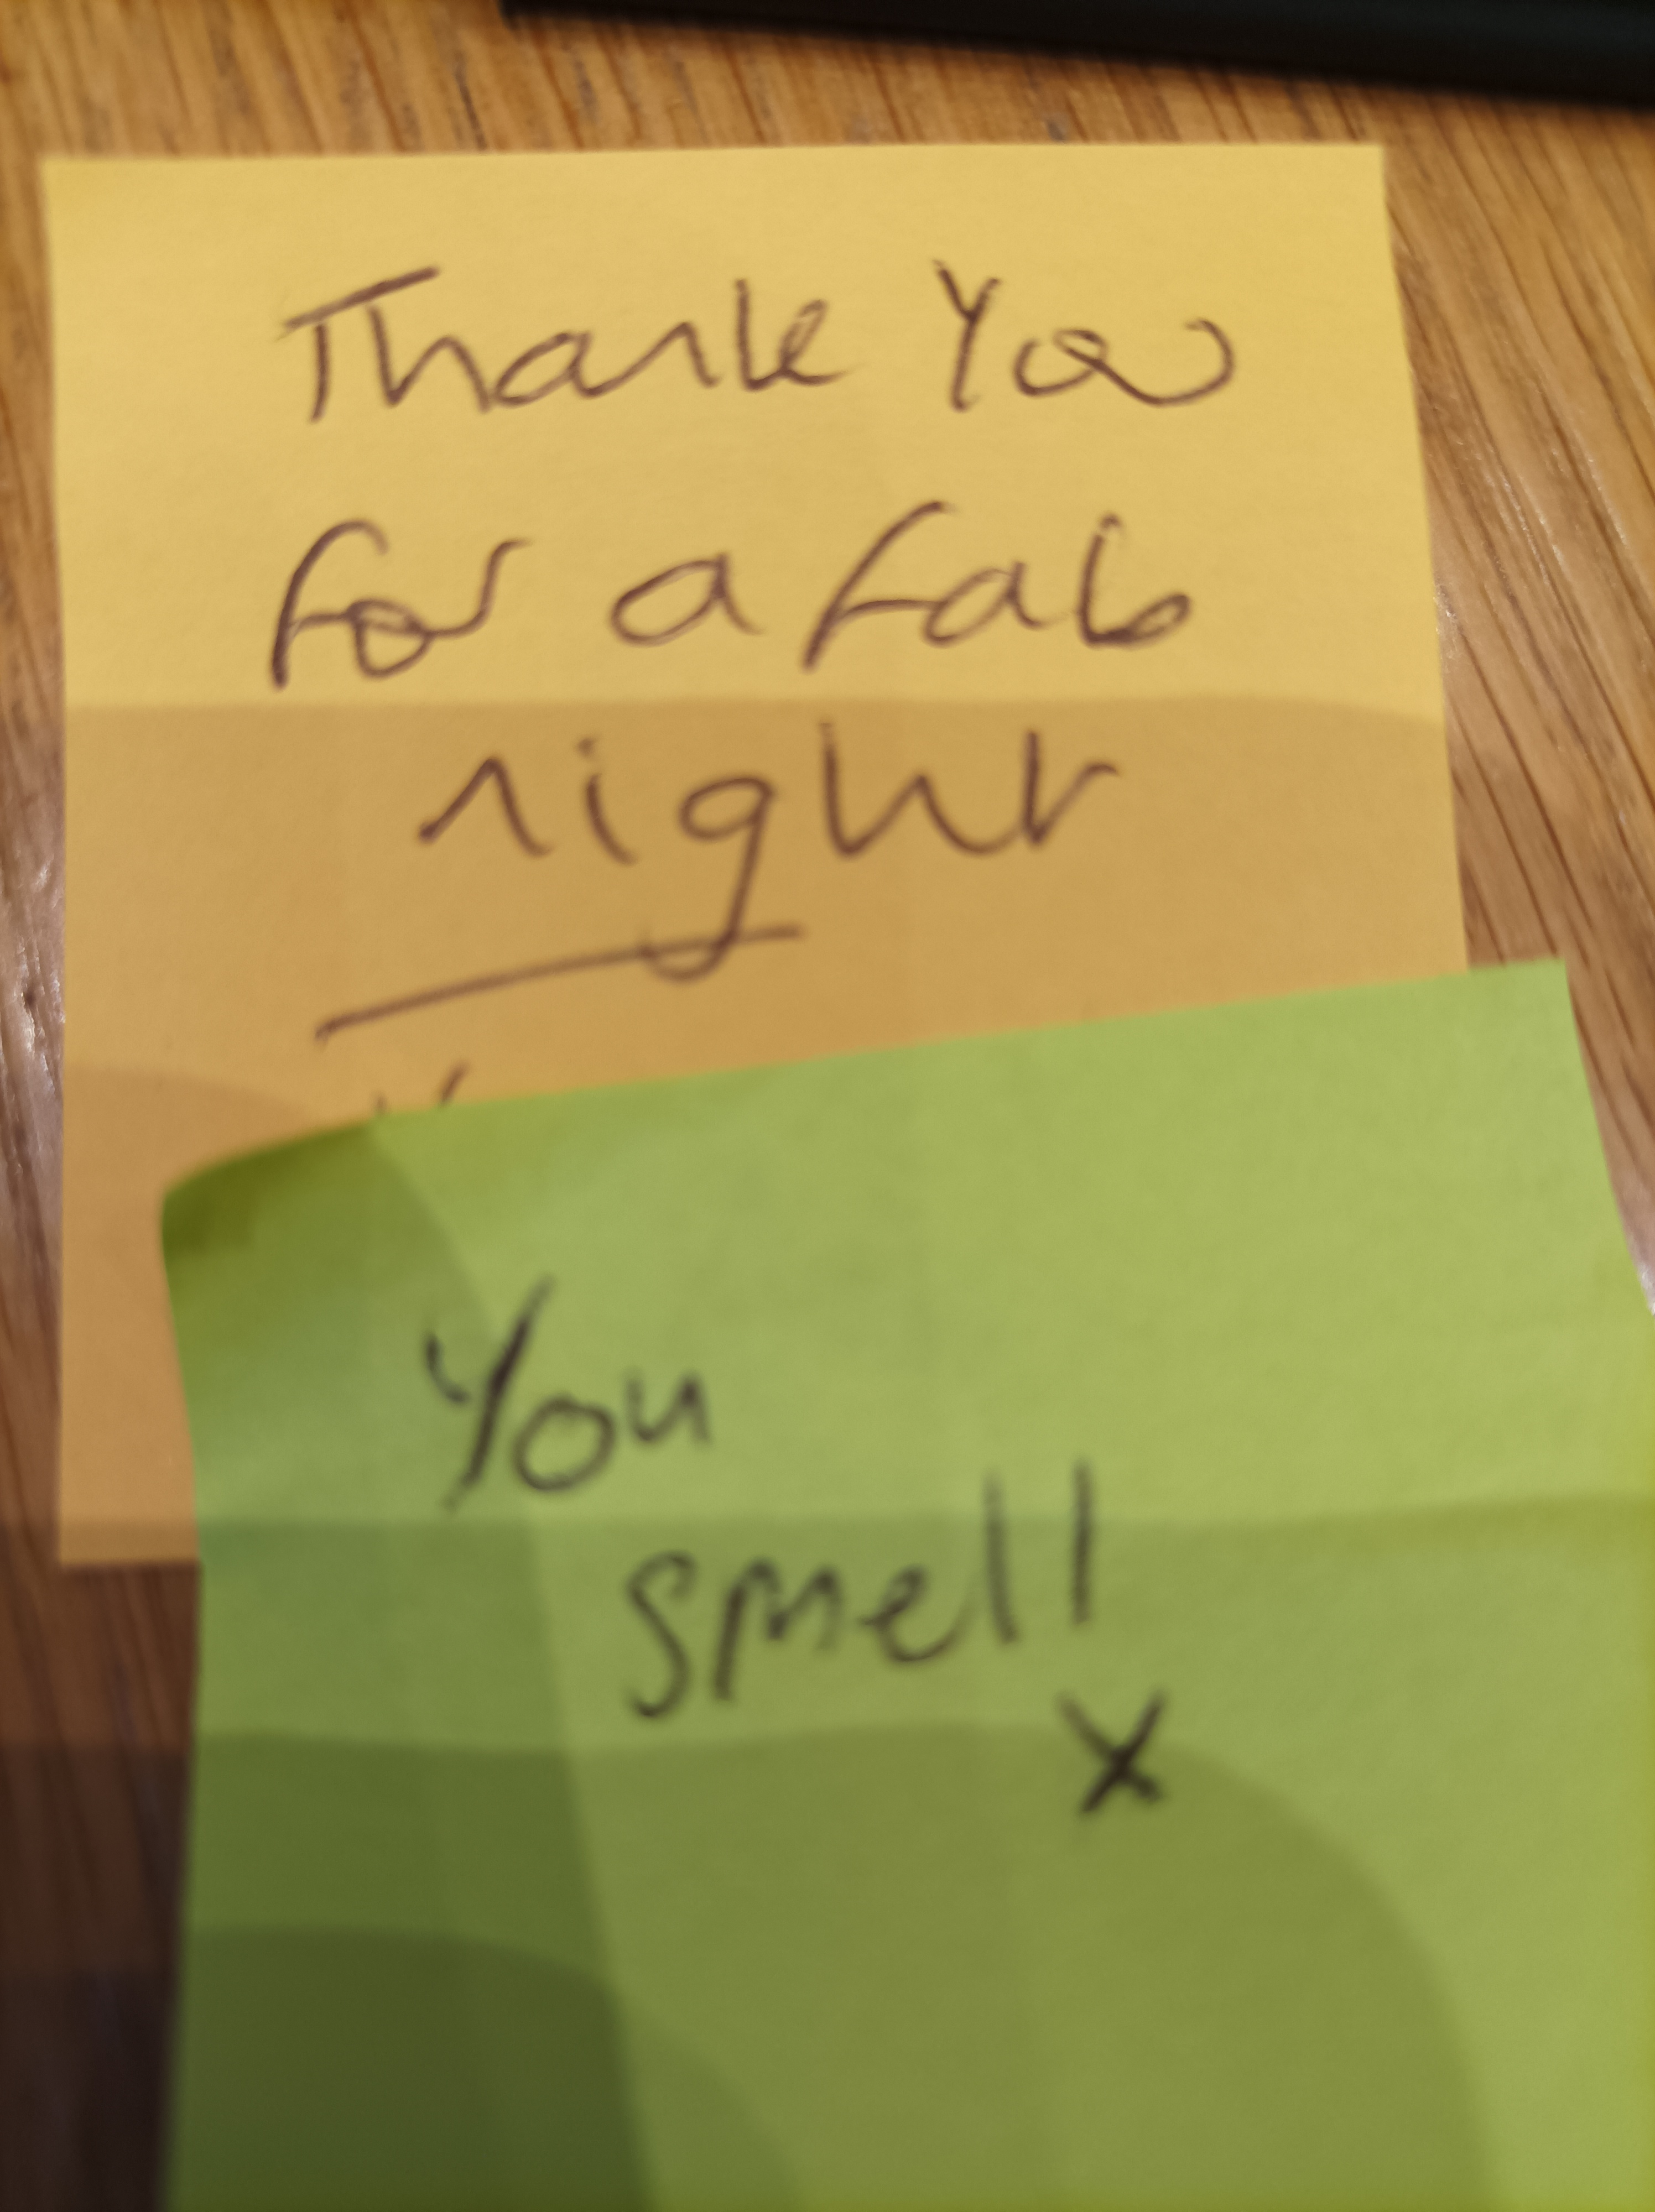 Thank You
for a fab
night
You
smell
x